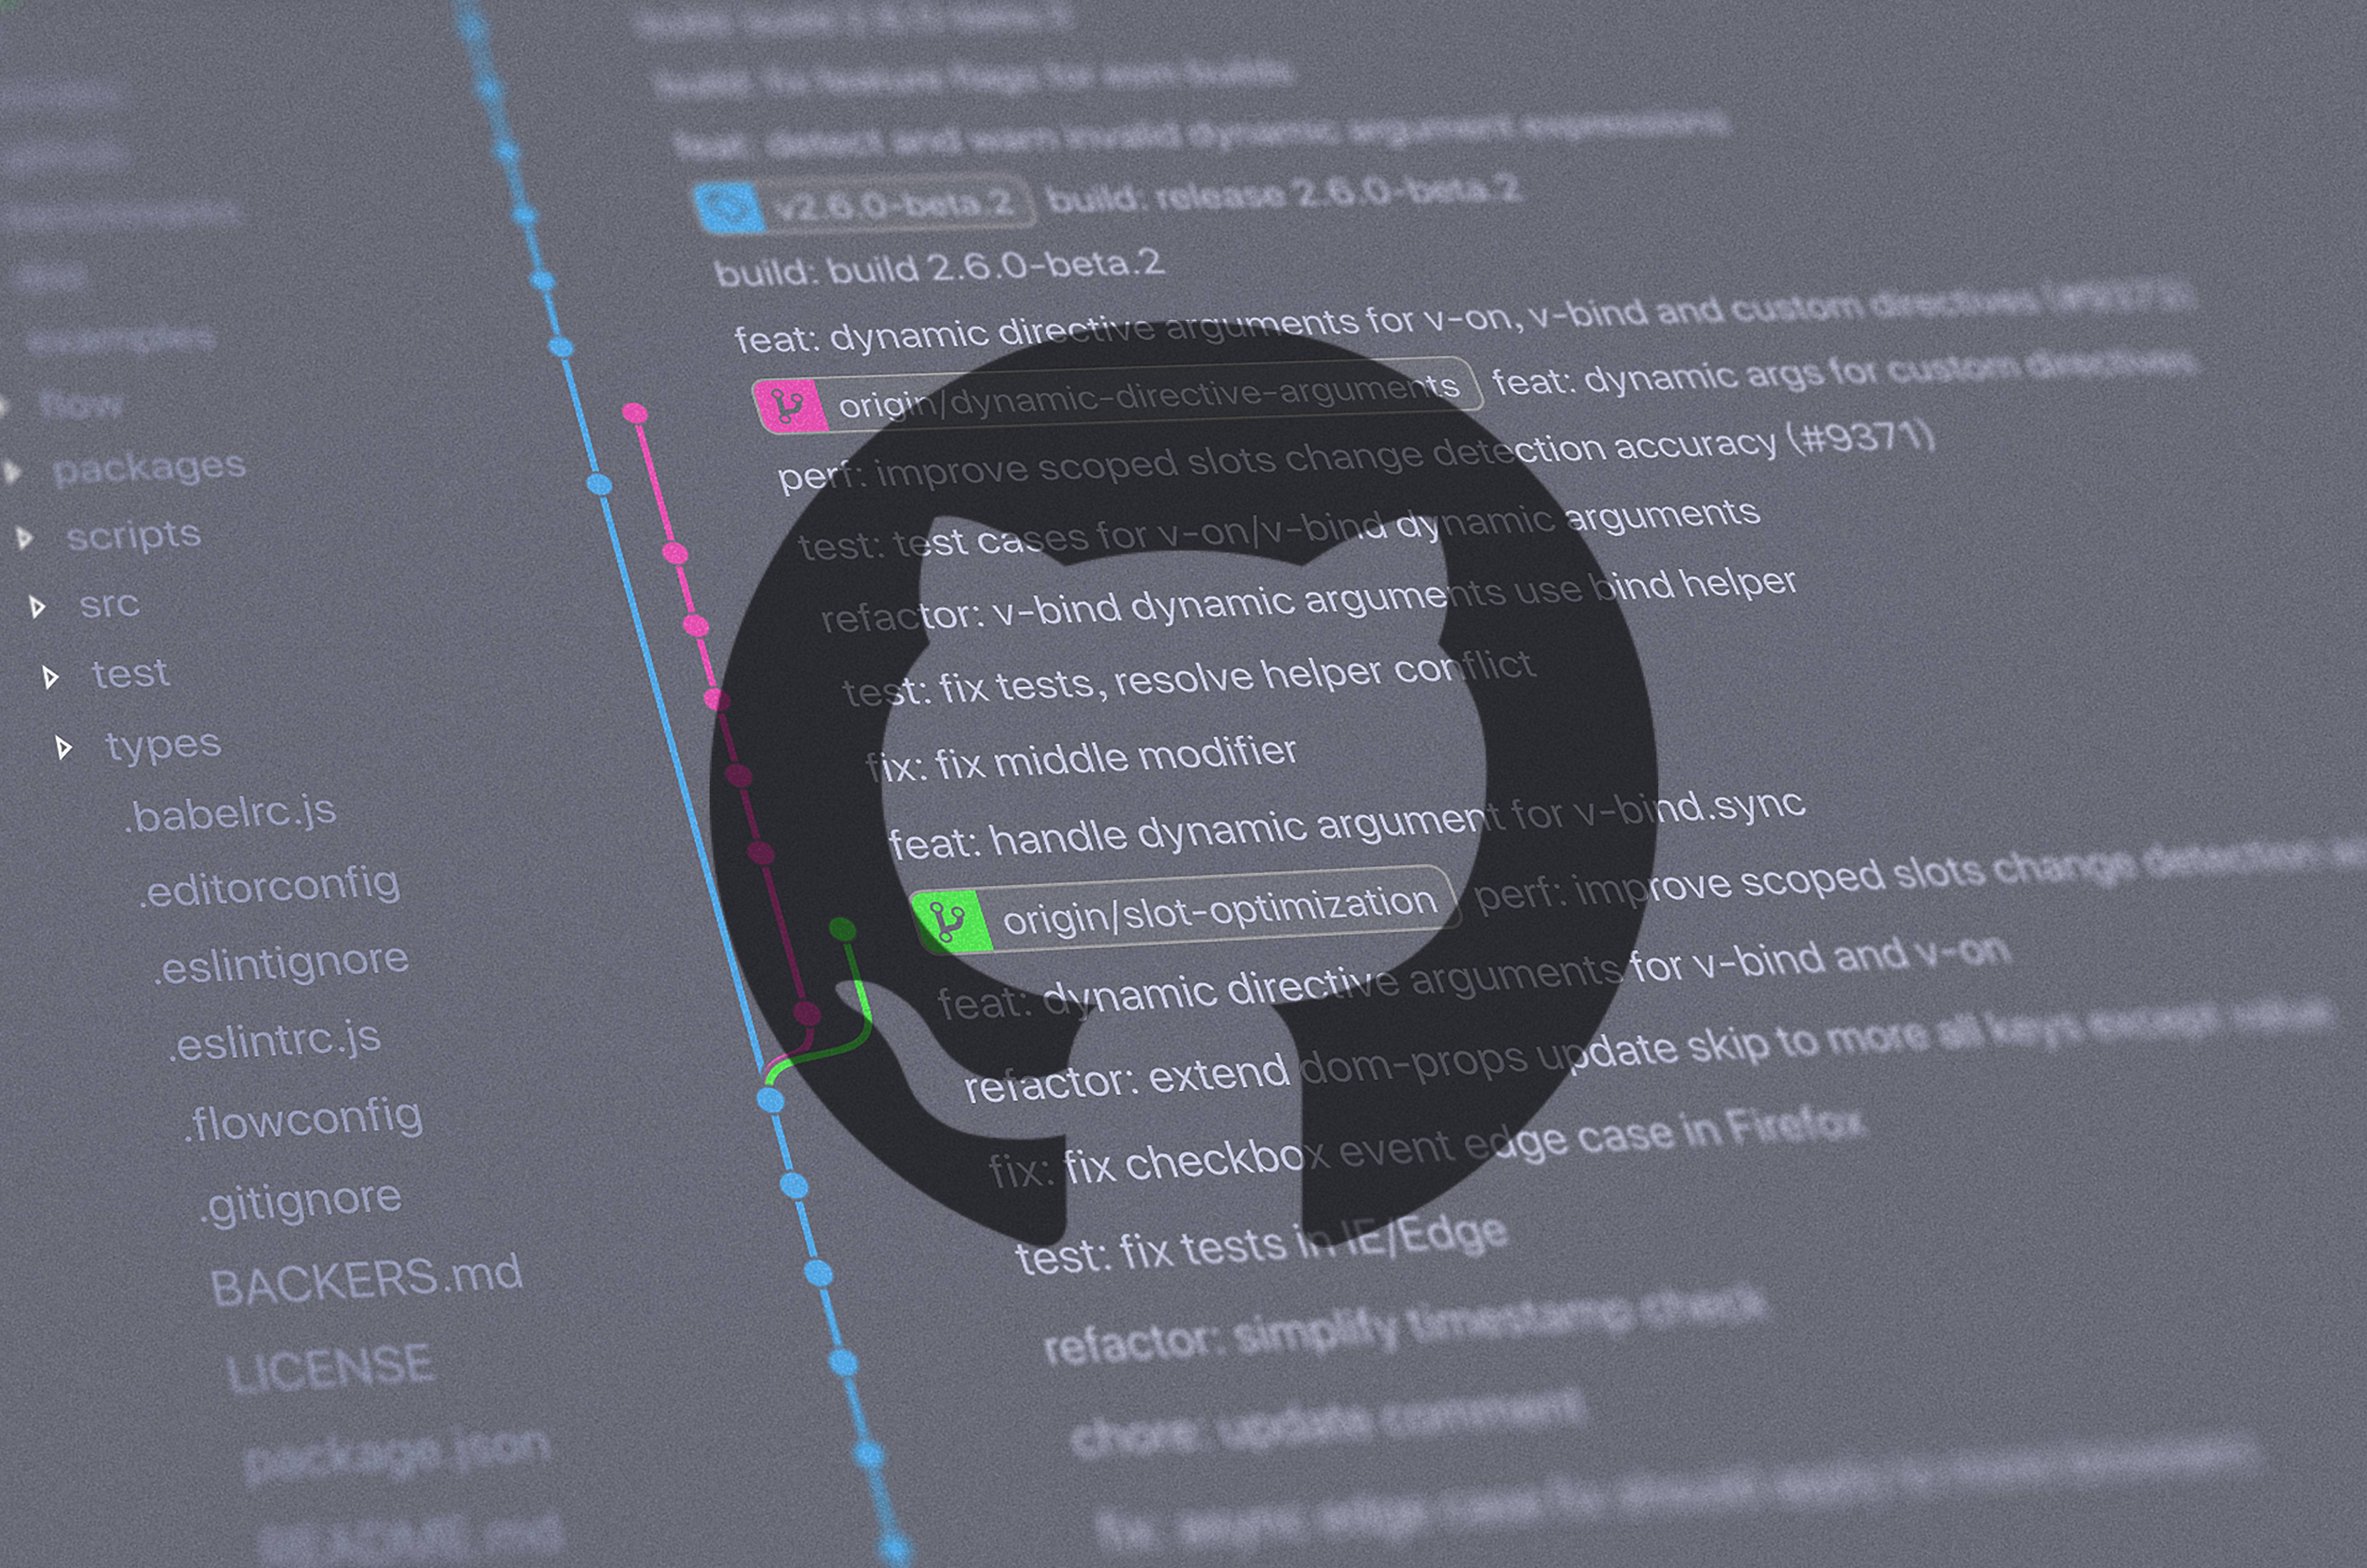 examples
flow
packages
scripts
src
test
types
.babelrc.js
.editorconfig
.eslintignore
.eslintrc.js
.flowconfig
.gitignore
BACKERS.md
LICENSE
package.json
README.md
build: fix feature flags for esm builds
feat: detect and warn invalid dynamic argument expressions
v2.6.0-beta.2 build: release 2.6.0-beta.2
build: build 2.6.0-beta.2
feat: dynamic directive arguments for v-on, v-bind and custom directives (#9373)
origin/dynamic-directive-arguments feat: dynamic args for custom directives
perf: improve scoped slots change detection accuracy (#9371)
test: test cases for v-on/v-bind dynamic arguments
refactor: v-bind dynamic arguments use bind helper
test: fix tests, resolve helper conflict
fix: fix middle modifier
feat: handle dynamic argument for v-bind.sync
origin/slot-optimization perf: improve scoped slots change detection
feat: dynamic directive arguments for v-bind and v-on
refactor: extend dom-props update skip to more all keys except value
fix: fix checkbox event edge case in Firefox
test: fix tests in IE/Edge
refactor: simplify timestamp check
chore: update comment
fix: async edge case